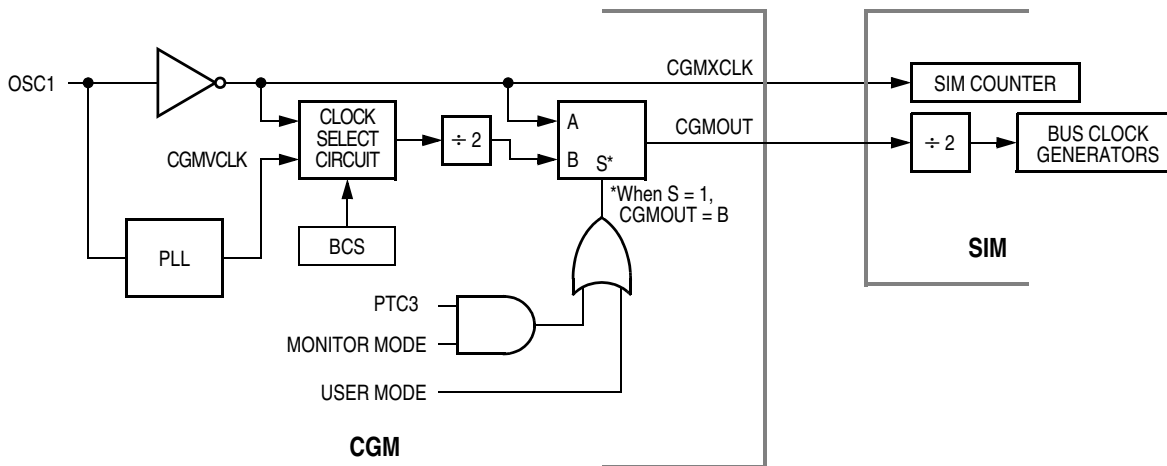 OSC1
CGMXCLK
SIM COUNTER
CLOCK
SELECT
CIRCUIT
÷ 2
A
B
S*
CGMOUT
÷ 2
BUS CLOCK
GENERATORS
CGMVCLK
*When S = 1,
CGMOUT = B
BCS
PLL
SIM
PTC3
MONITOR MODE
USER MODE
CGM